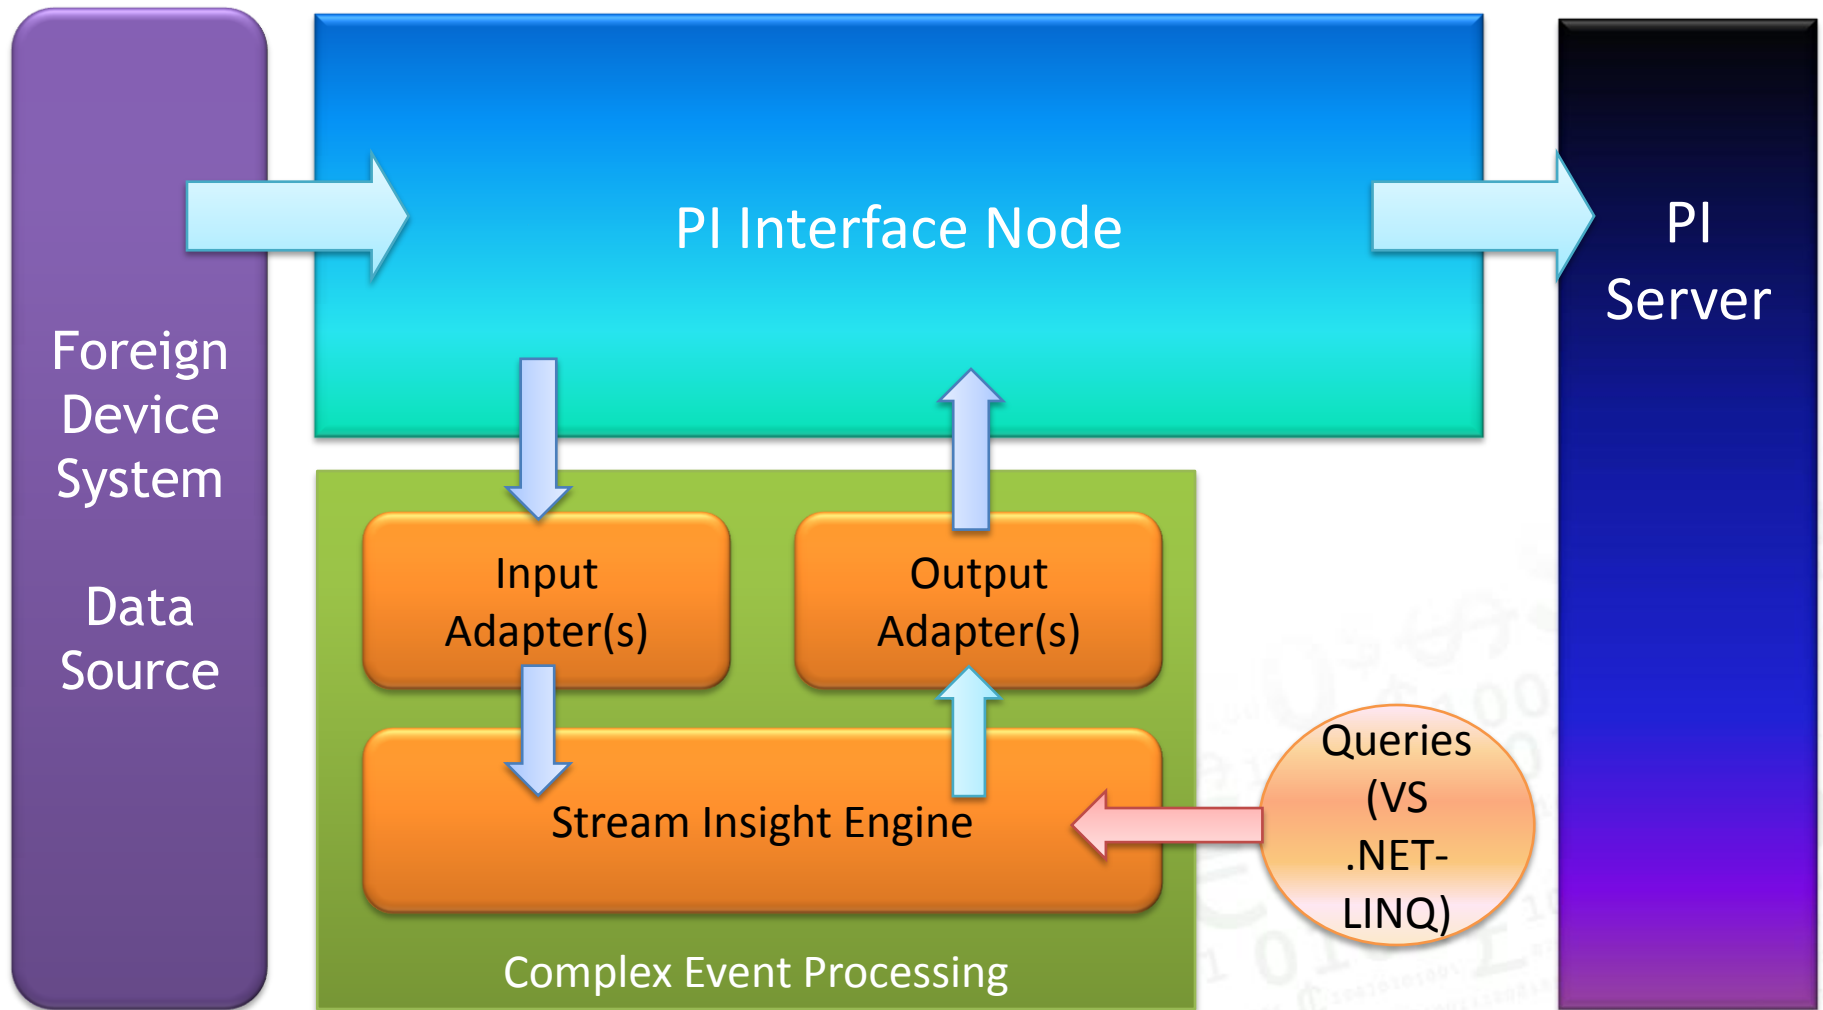 Foreign
Device
System
Data
Source
PI Interface Node
PI
Server
Input
Adapter(s)
Output
Adapter(s)
Stream Insight Engine
Complex Event Processing
Queries
(VS
.NET-
LINQ)